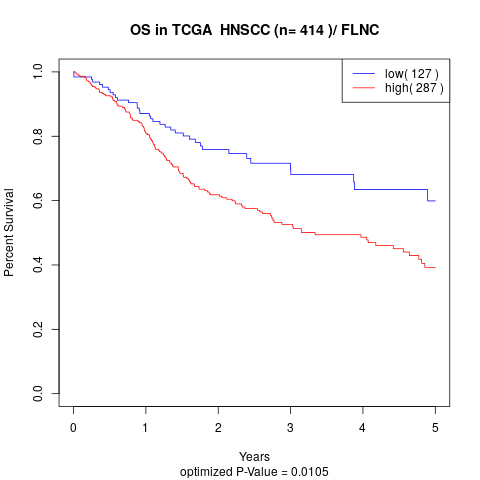 OS in TCGA HNSCC (n= 414 )/ FLNC
low( 127 )
high( 287 )
Percent Survival
1.0
0.8
0.6
0.4
0.2
0.0
0 1 2 3 4 5
Years
optimized P-Value = 0.0105